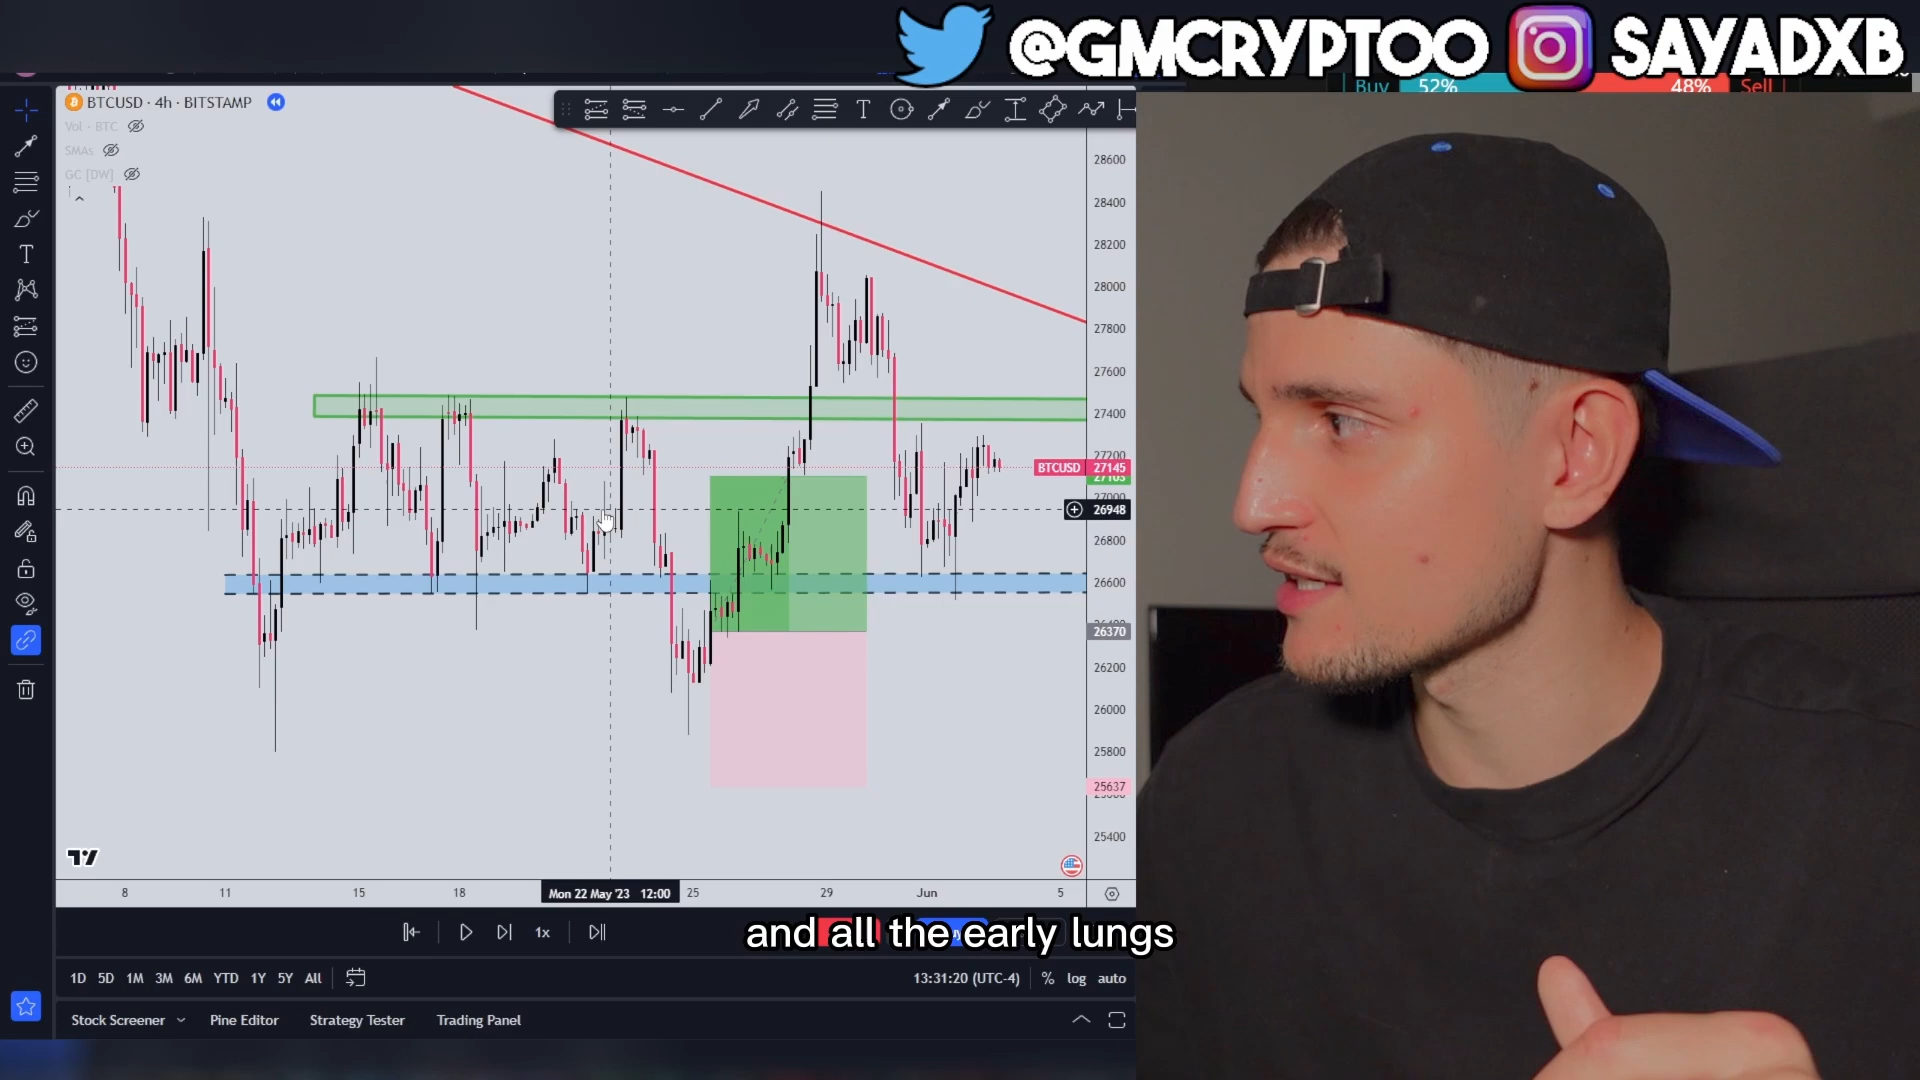 @GMCRYPTOO SAYADXB
Buy 52% 48% Sell
BTCUSD · 4h · BITSTAMP
Vol · BTC
SMAs
GC [DW]
T
T
28600
28400
28200
28000
27800
27600
27400
27200
BTCUSD 27145
27103
27000
26948
26800
26600
26370
26200
26000
25800
25637
25400
8 11 15 18 Mon 22 May '23 12:00 25 29 Jun 5
1x
and all the early lungs
1D 5D 1M 3M 6M YTD 1Y 5Y All 13:31:20 (UTC-4) % log auto
Stock Screener Pine Editor Strategy Tester Trading Panel